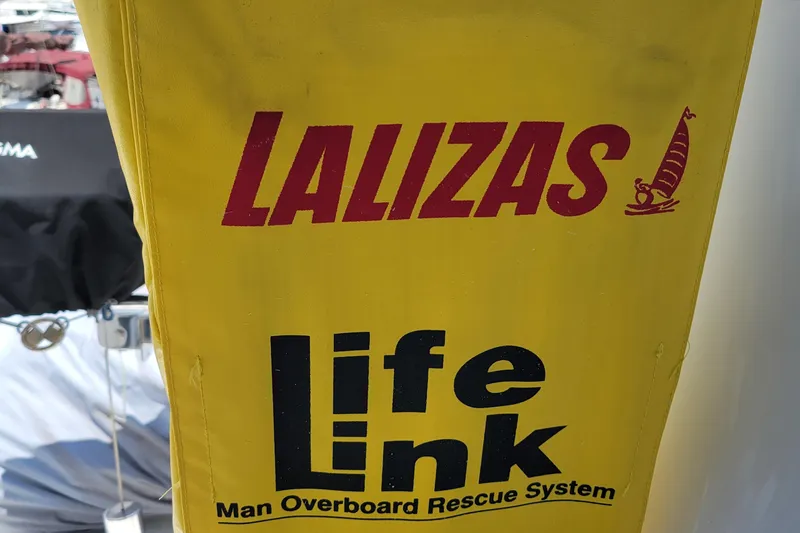 LALIZAS
Life
Link
Man Overboard Rescue System